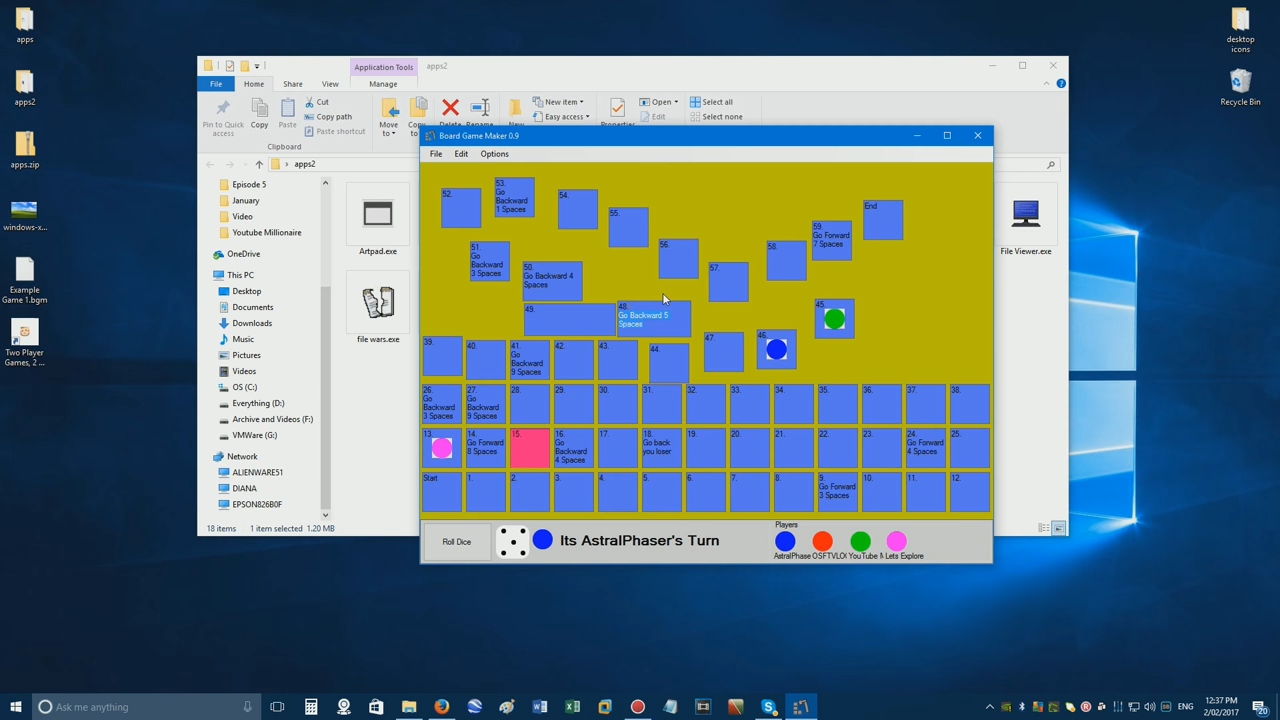 apps
apps2
apps.zip
windows-x...
Example
Game 1.bgm
Two Player
Games, 2 ...
desktop
icons
Recycle Bin
Application Tools
apps2
File
Home
Share
View
Manage
Pin to Quick
access
Copy
Paste
Cut
Copy path
Paste shortcut
Clipboard
Move
to
Copy
Delete
Rename
New
New item
Easy access
Properties
Open
Edit
Select all
Select none
apps2
Episode 5
January
Video
Youtube Millionaire
OneDrive
This PC
Desktop
Documents
Downloads
Music
Pictures
Videos
OS (C:)
Everything (D:)
Archive and Videos (F:)
VMWare (G:)
Network
ALIENWARE51
DIANA
EPSON826B0F
18 items
1 item selected 1.20 MB
Artpad.exe
file wars.exe
File Viewer.exe
Board Game Maker 0.9
File
Edit
Options
52.
53.
Go
Backward
1 Spaces
54.
55.
56.
57.
58.
59.
Go Forward
7 Spaces
End
51.
Go
Backward
3 Spaces
50.
Go Backward 4
Spaces
49.
48.
Go Backward 5
Spaces
47.
46.
45.
39.
40.
41.
Go
Backward
9 Spaces
42.
43.
44.
26.
Go
Backward
3 Spaces
27.
Go
Backward
9 Spaces
28.
29.
30.
31.
32.
33.
34.
35.
36.
37.
38.
13.
14.
Go Forward
8 Spaces
15.
16.
Go
Backward
4 Spaces
17.
18.
Go back
you loser
19.
20.
21.
22.
23.
24.
Go Forward
4 Spaces
25.
Start
1.
2.
3.
4.
5.
6.
7.
8.
9.
Go Forward
3 Spaces
10.
11.
12.
Roll Dice
Its AstralPhaser's Turn
Players
AstralPhase
OSFTVLO
YouTube
Lets Explore
Ask me anything
ENG
12:37 PM
2/02/2017
20